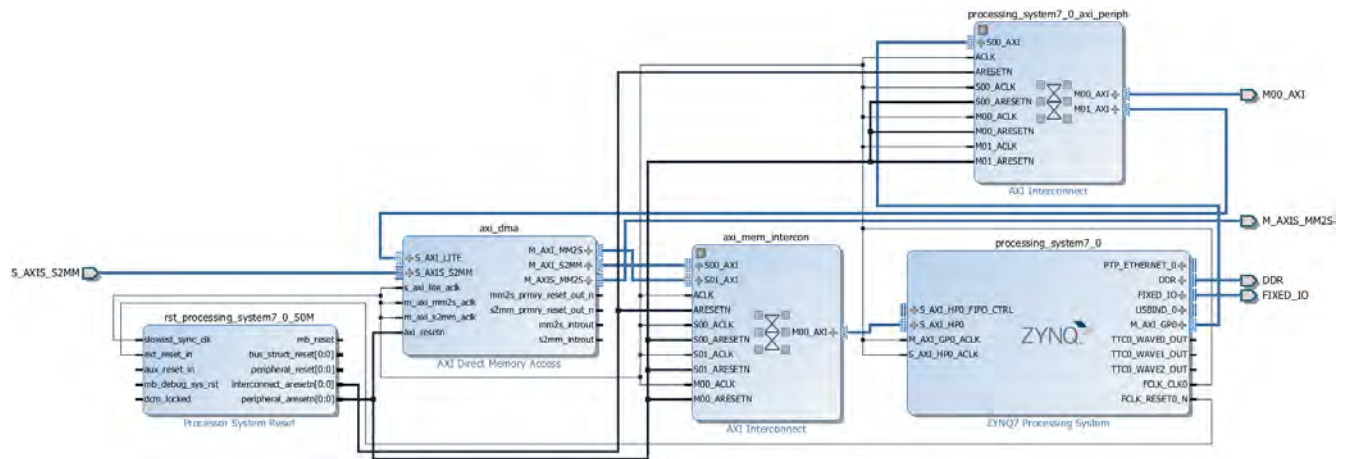 processing_system7_0_axi_periph
S00_AXI
ACLK
ARESETN
S00_ACLK
S00_ARESETN
M00_ACLK
M00_ARESETN
M01_ACLK
M01_ARESETN
M00_AXI
M01_AXI
AXI Interconnect
M00_AXI
M_AXIS_MM2S
DDR
FIXED_IO
S_AXIS_S2MM
axi_dma
S_AXI_LITE
S_AXIS_S2MM
s_axi_lite_aclk
m_axi_mm2s_aclk
m_axi_s2mm_aclk
axi_resetn
M_AXI_MM2S
M_AXI_S2MM
M_AXIS_MM2S
mm2s_prmry_reset_out_n
s2mm_prmry_reset_out_n
mm2s_introut
s2mm_introut
AXI Direct Memory Access
rst_processing_system7_0_50M
slowest_sync_clk
ext_reset_in
aux_reset_in
mb_debug_sys_rst
dcm_locked
mb_reset
bus_struct_reset[0:0]
peripheral_reset[0:0]
interconnect_aresetn[0:0]
peripheral_aresetn[0:0]
Processor System Reset
axi_mem_intercon
S00_AXI
S01_AXI
ACLK
ARESETN
S00_ACLK
S00_ARESETN
S01_ACLK
S01_ARESETN
M00_ACLK
M00_ARESETN
M00_AXI
AXI Interconnect
processing_system7_0
S_AXI_HP0_FIFO_CTRL
S_AXI_HP0
M_AXI_GP0_ACLK
S_AXI_HP0_ACLK
ZYNQ
PTP_ETHERNET_0
DDR
FIXED_IO
USBIND_0
M_AXI_GP0
TTC0_WAVE0_OUT
TTC0_WAVE1_OUT
TTC0_WAVE2_OUT
FCLK_CLK0
FCLK_RESET0_N
ZYNQ7 Processing System